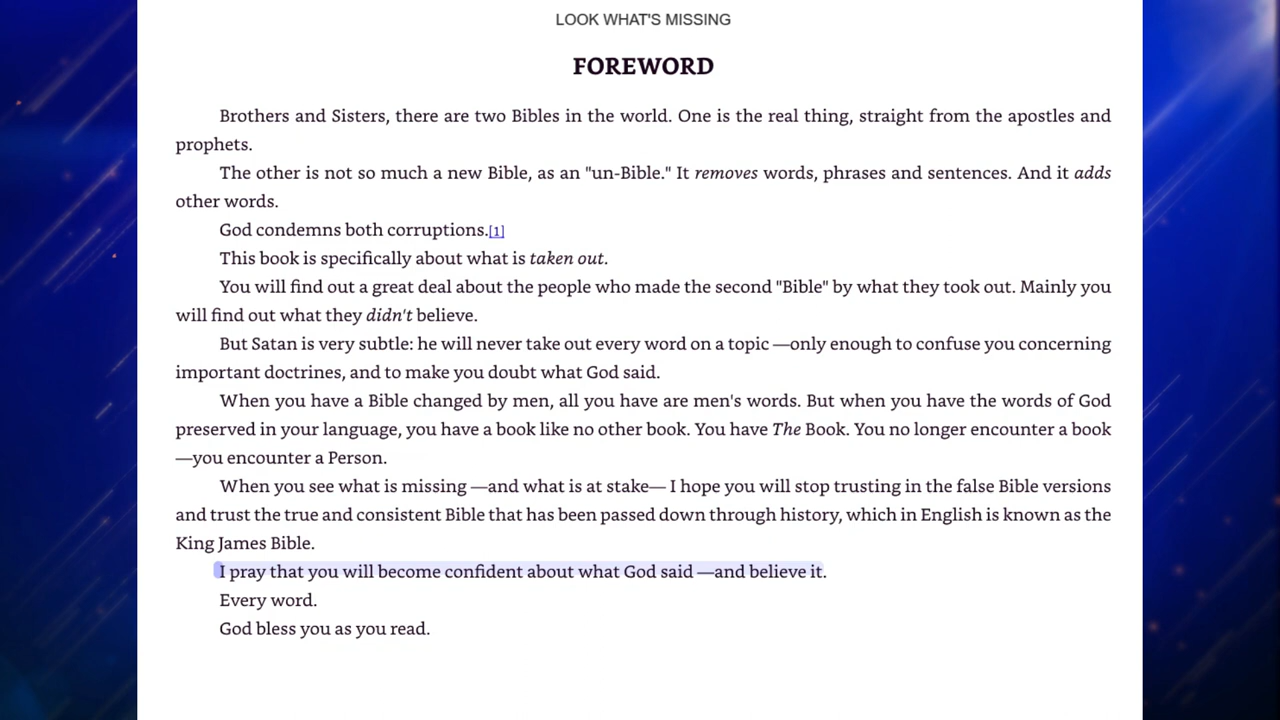 LOOK WHAT'S MISSING
FOREWORD
Brothers and Sisters, there are two Bibles in the world. One is the real thing, straight from the apostles and
prophets.
The other is not so much a new Bible, as an "un-Bible." It removes words, phrases and sentences. And it adds
other words.
God condemns both corruptions.[1]
This book is specifically about what is taken out.
You will find out a great deal about the people who made the second "Bible" by what they took out. Mainly you
will find out what they didn't believe.
But Satan is very subtle: he will never take out every word on a topic —only enough to confuse you concerning
important doctrines, and to make you doubt what God said.
When you have a Bible changed by men, all you have are men's words. But when you have the words of God
preserved in your language, you have a book like no other book. You have The Book. You no longer encounter a book
—you encounter a Person.
When you see what is missing —and what is at stake— I hope you will stop trusting in the false Bible versions
and trust the true and consistent Bible that has been passed down through history, which in English is known as the
King James Bible.
I pray that you will become confident about what God said —and believe it.
Every word.
God bless you as you read.